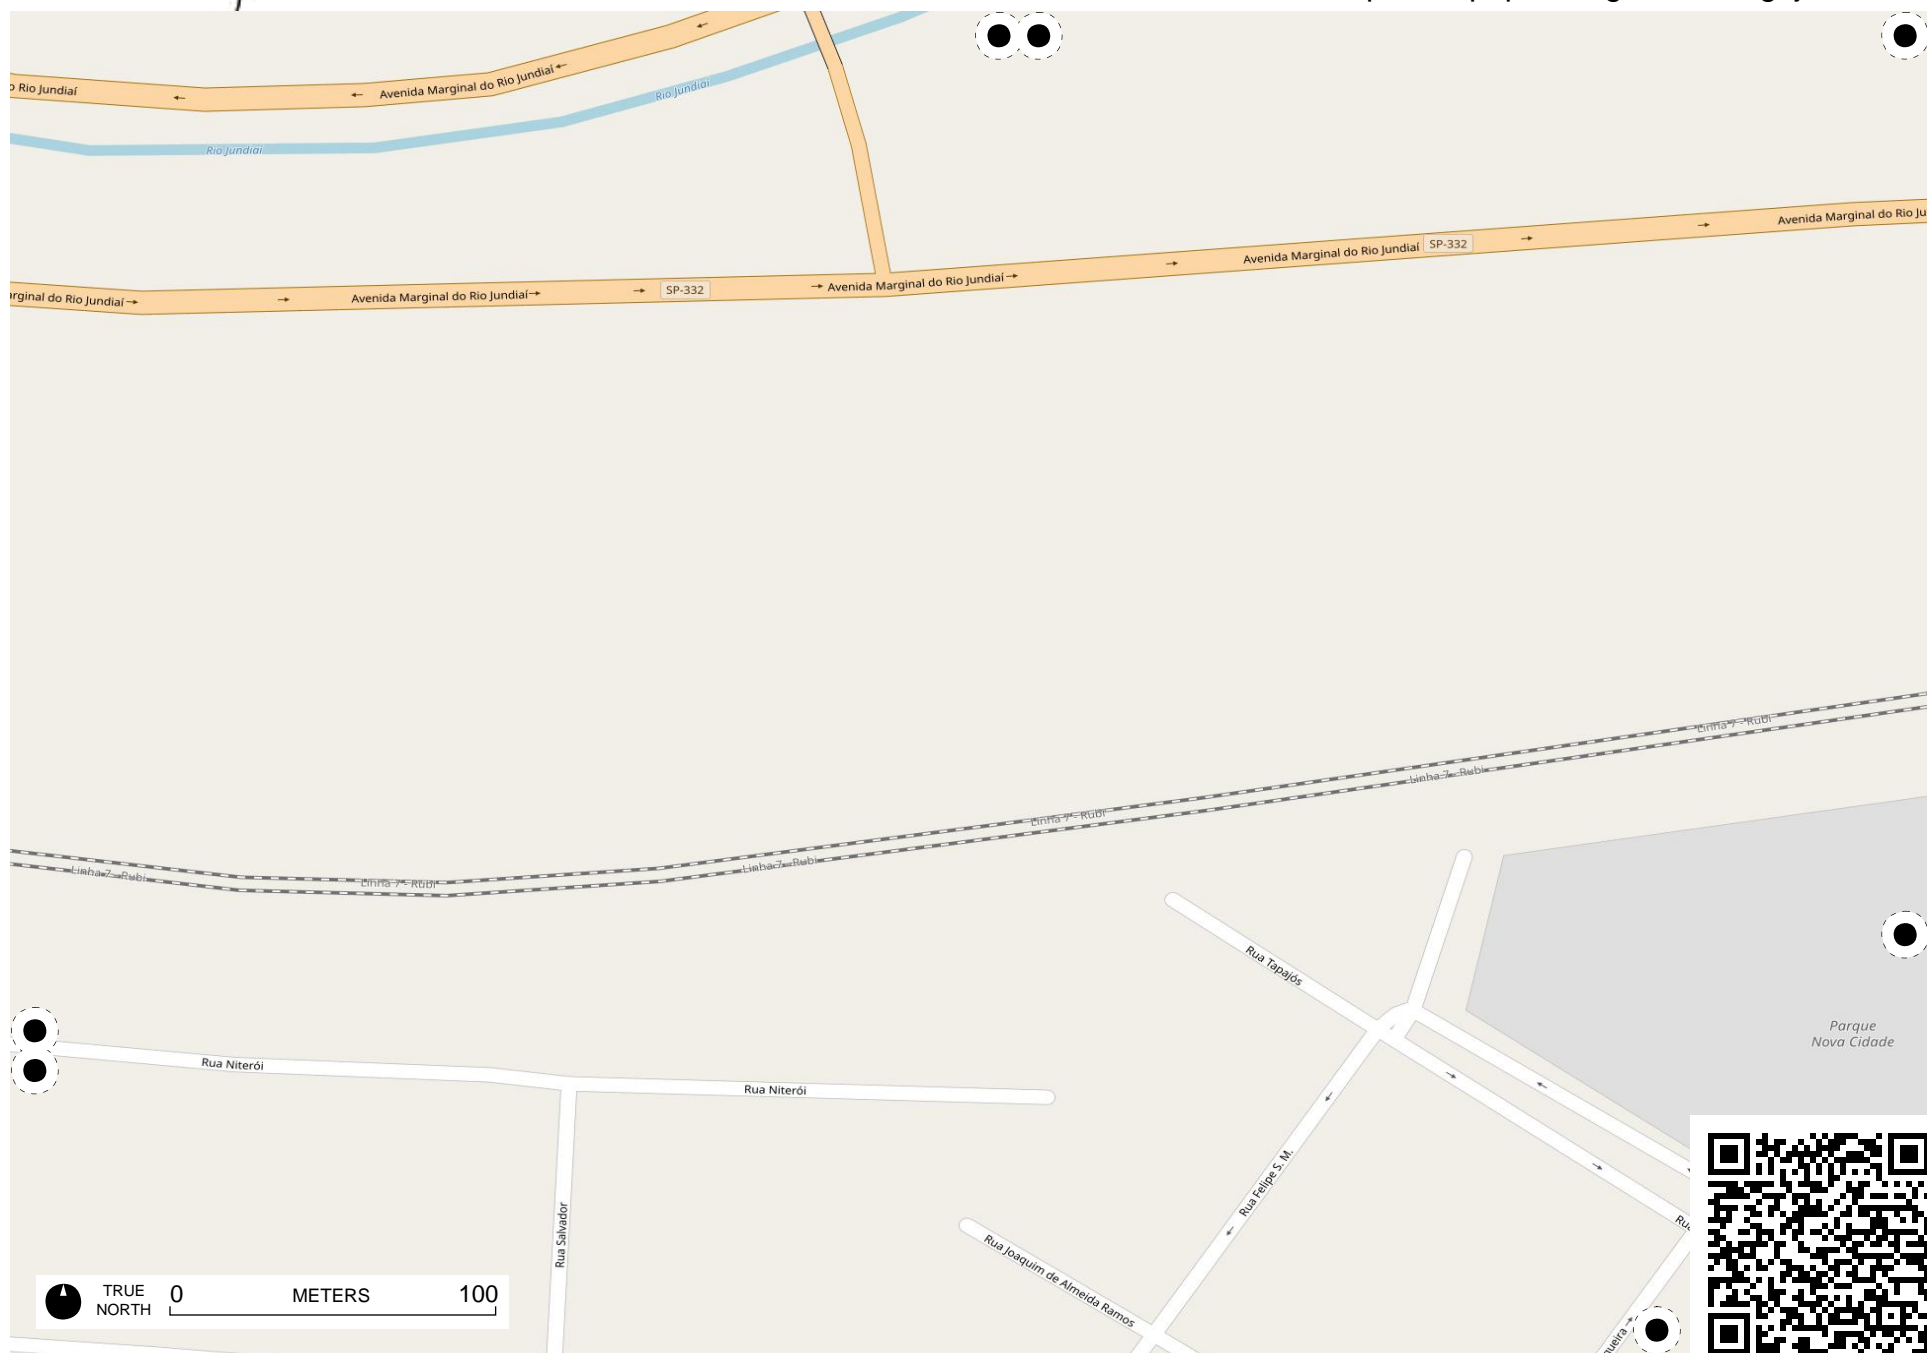 Rio Jundiaí
Avenida Marginal do Rio Jundiaí
Rio Jundiaí
Rio Jundiaí
Avenida Marginal do Rio Ju
Avenida Marginal do Rio Jundiaí
SP-332
Avenida Marginal do Rio Jundiaí
SP-332
Avenida Marginal do Rio Jundiaí
arginal do Rio Jundiaí
Linha 7 - Rubi
Linha 7 - Rubi
Linha 7 - Rubi
Linha 7 - Rubi
Linha 7 - Rubi
Linha 7 - Rubi
Rua Tapajós
Parque
Nova Cidade
Rua Niterói
Rua Niterói
Rua Felipe S. M.
Rua Salvador
Rua Joaquim de Almeida Ramos
Rua
ueira
TRUE
NORTH
0 METERS 100